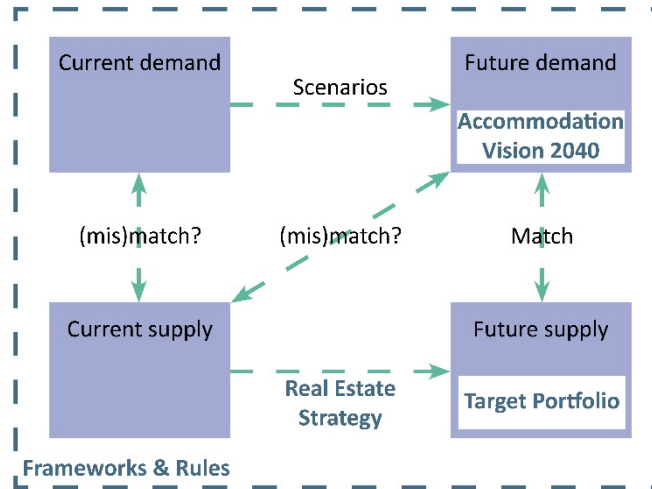 Current demand
Scenarios
Future demand
Accommodation
Vision 2040
(mis)match?
(mis)match?
Match
Current supply
Real Estate
Strategy
Future supply
Target Portfolio
Frameworks & Rules